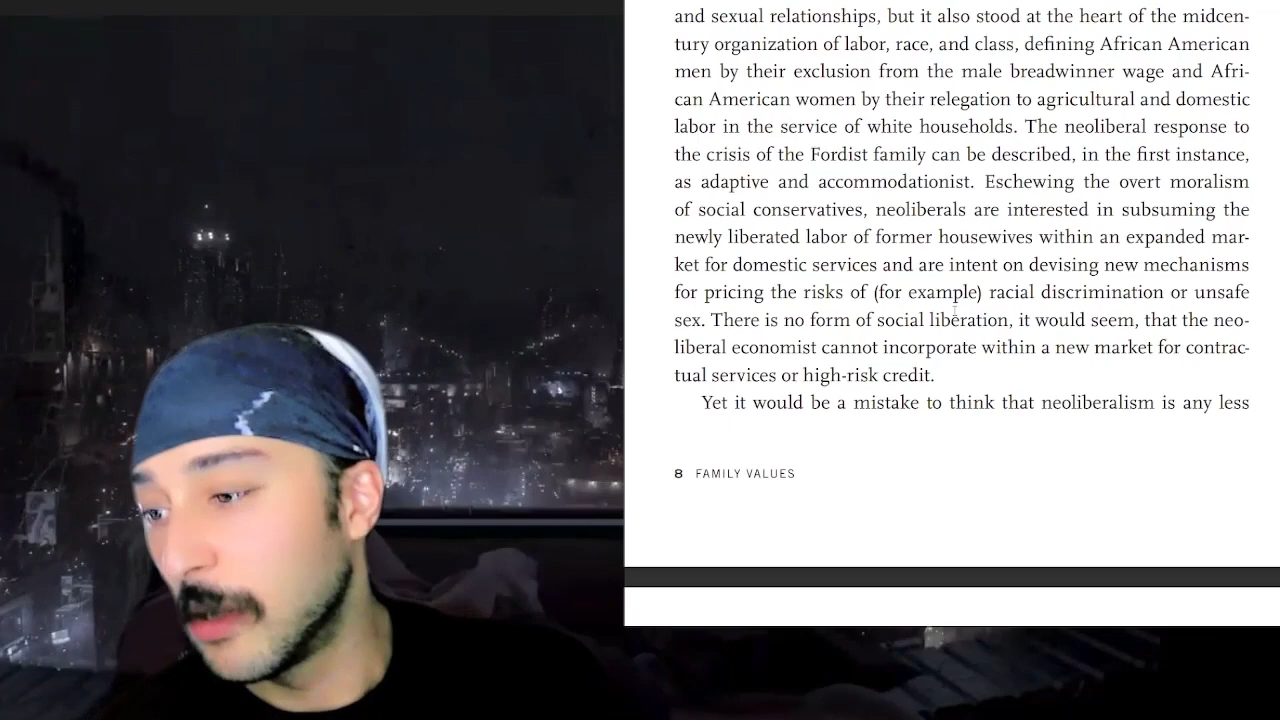 and sexual relationships, but it also stood at the heart of the midcen-
tury organization of labor, race, and class, defining African American
men by their exclusion from the male breadwinner wage and Afri-
can American women by their relegation to agricultural and domestic
labor in the service of white households. The neoliberal response to
the crisis of the Fordist family can be described, in the first instance,
as adaptive and accommodationist. Eschewing the overt moralism
of social conservatives, neoliberals are interested in subsuming the
newly liberated labor of former housewives within an expanded mar-
ket for domestic services and are intent on devising new mechanisms
for pricing the risks of (for example) racial discrimination or unsafe
sex. There is no form of social liberation, it would seem, that the neo-
liberal economist cannot incorporate within a new market for contrac-
tual services or high-risk credit.
Yet it would be a mistake to think that neoliberalism is any less
8 FAMILY VALUES